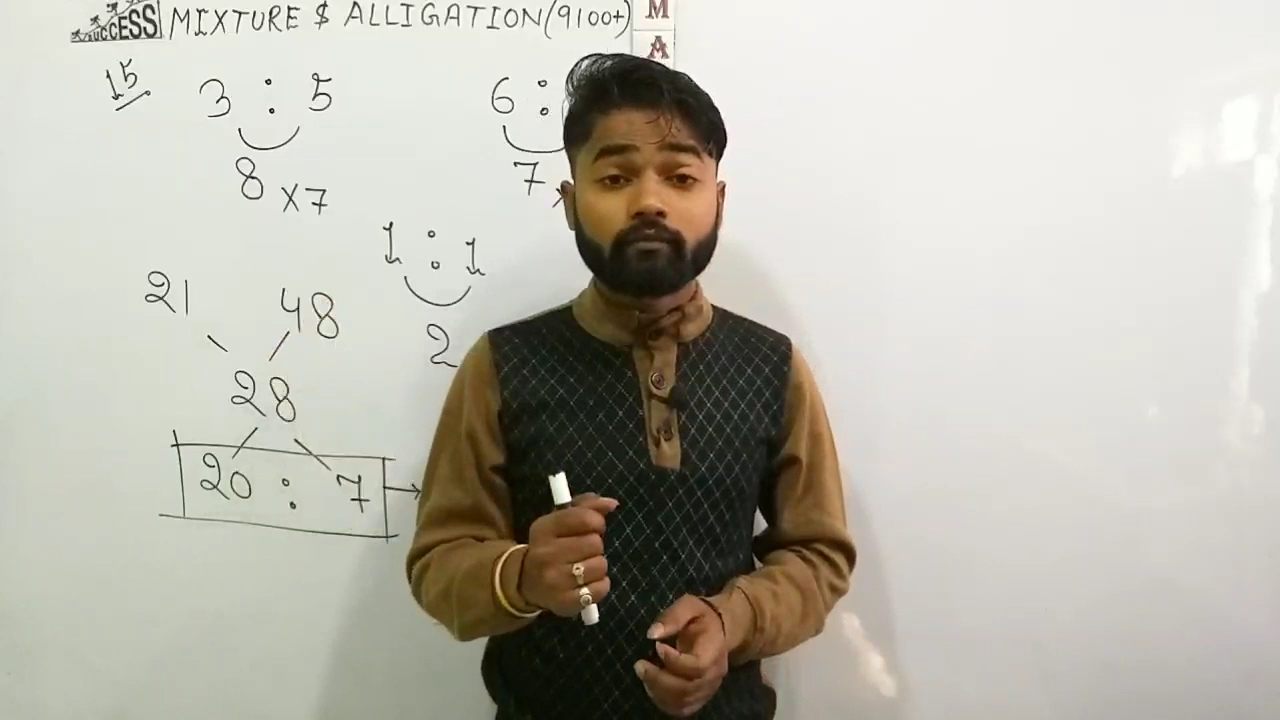 SUCCESS MIXTURE $ ALLIGATION (9100+)
M
A
15
3 : 5
6 :
8 X7
7
1 : 1
2
21 48
28
20 : 7